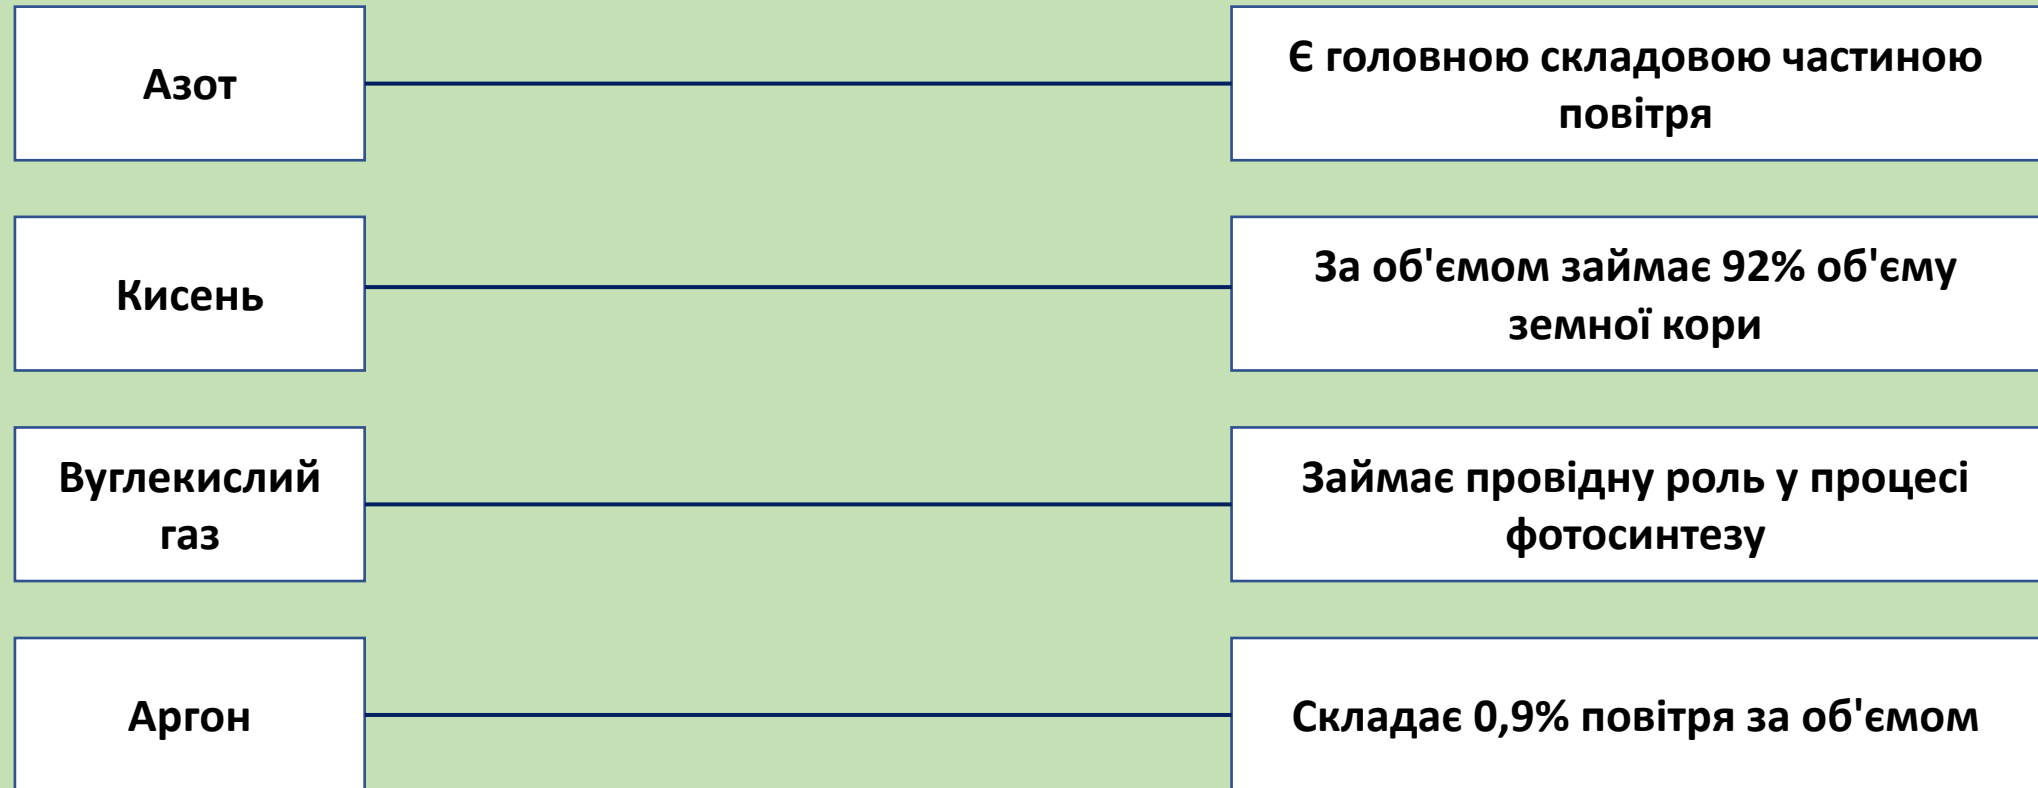 Азот
Є головною складовою частиною
повітря
Кисень
За об'ємом займає 92% об'єму
земної кори
Вуглекислий
газ
Займає провідну роль у процесі
фотосинтезу
Аргон
Складає 0,9% повітря за об'ємом